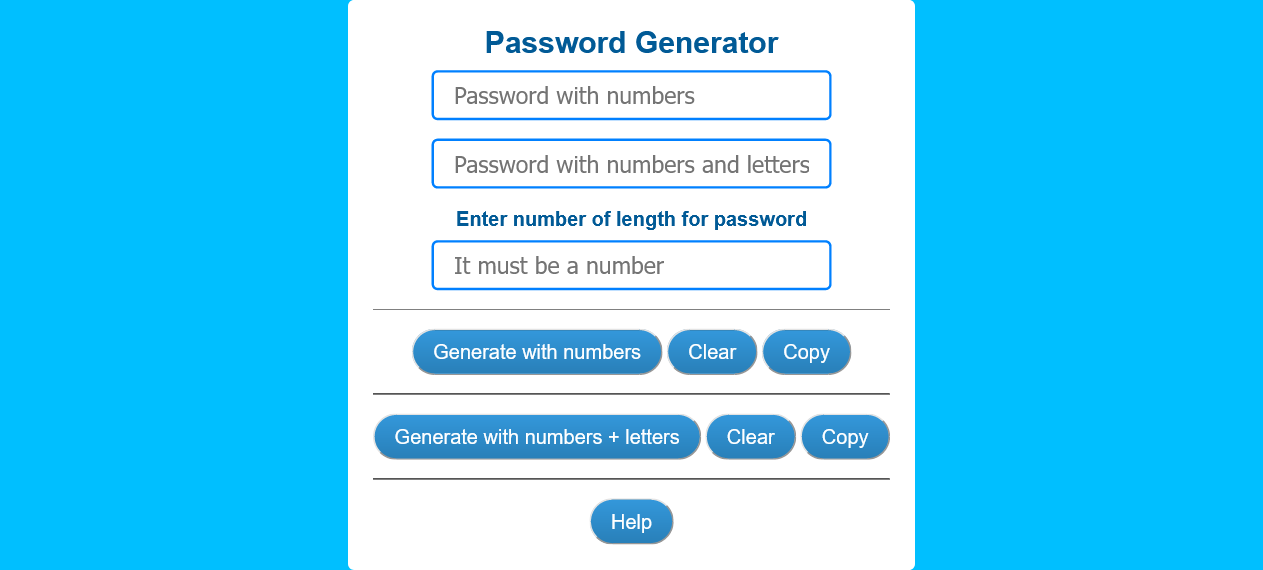 Password Generator
Password with numbers
Password with numbers and letters
Enter number of length for password
It must be a number
Generate with numbers Clear Copy
Generate with numbers + letters Clear Copy
Help